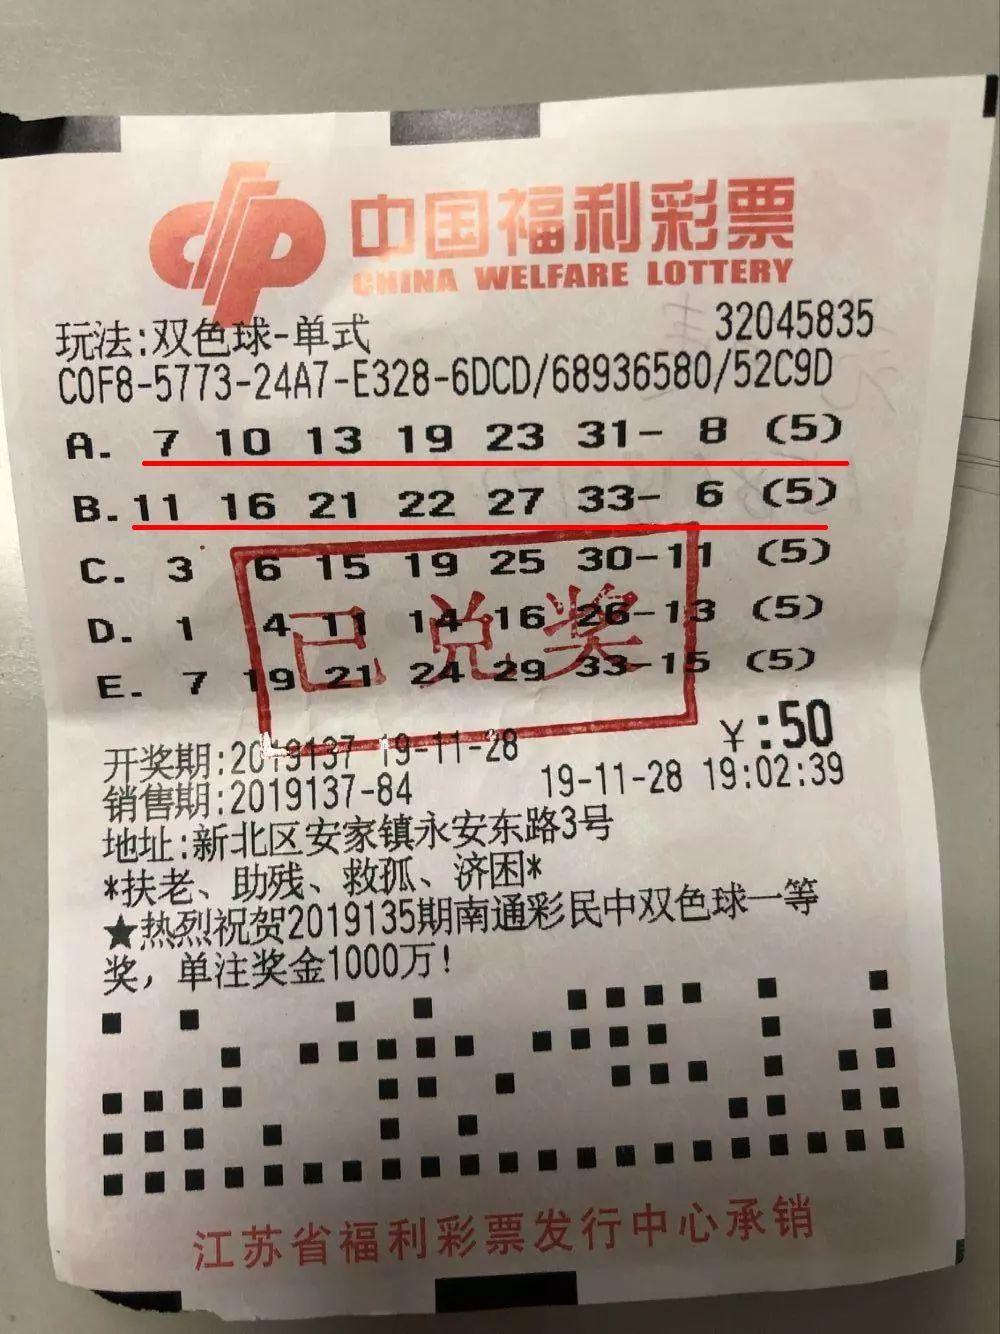 中国福利彩票
CHINA WELFARE LOTTERY
玩法:双色球-单式 32045835
C0F8-5773-24A7-E328-6DCD/68936580/52C9D
A. 7 10 13 19 23 31- 8 (5)
B. 11 16 21 22 27 33- 6 (5)
C. 3 6 15 19 25 30-11 (5)
D. 1 4 11 14 16 26-13 (5)
E. 7 19 21 24 29 33-15 (5)
已兑奖
¥:50
开奖期:2019137 19-11-28
销售期:2019137-84 19-11-28 19:02:39
地址:新北区安家镇永安东路3号
*扶老、助残、救孤、济困*
★热烈祝贺2019135期南通彩民中双色球一等
奖，单注奖金1000万!
江苏省福利彩票发行中心承销